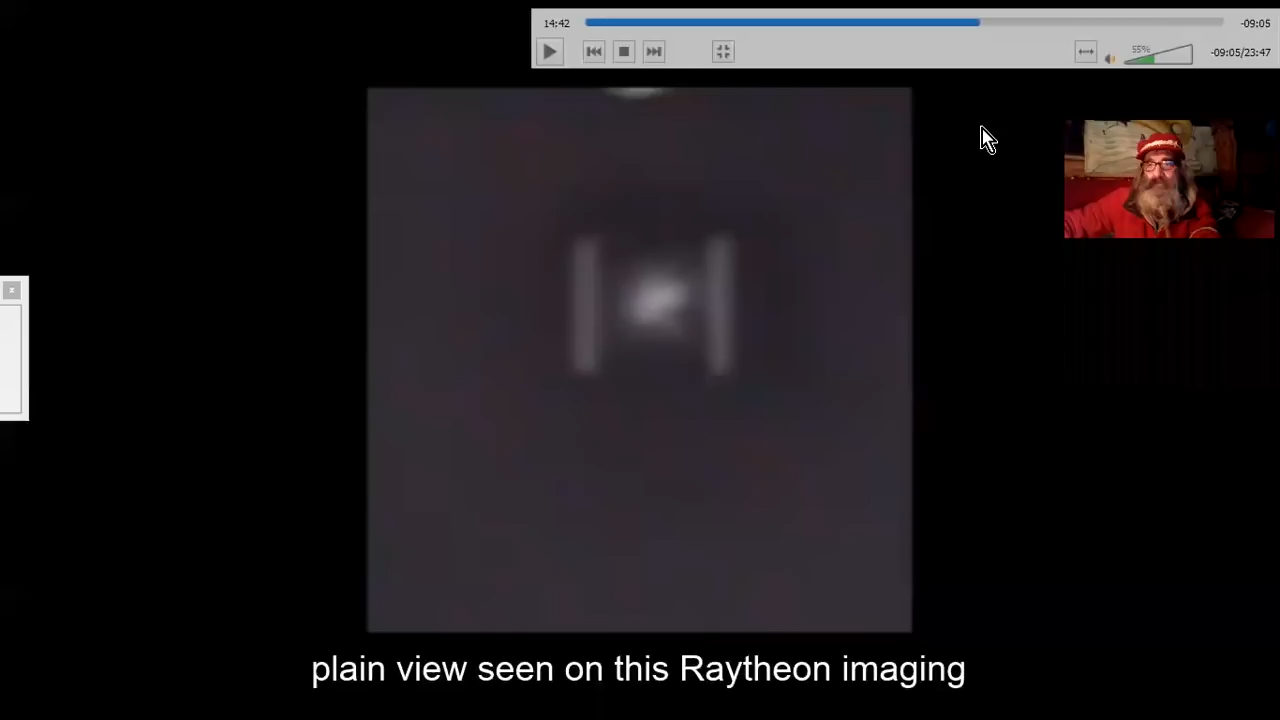 14:42
-09:05
55%
-09:05/23:47
x
plain view seen on this Raytheon imaging